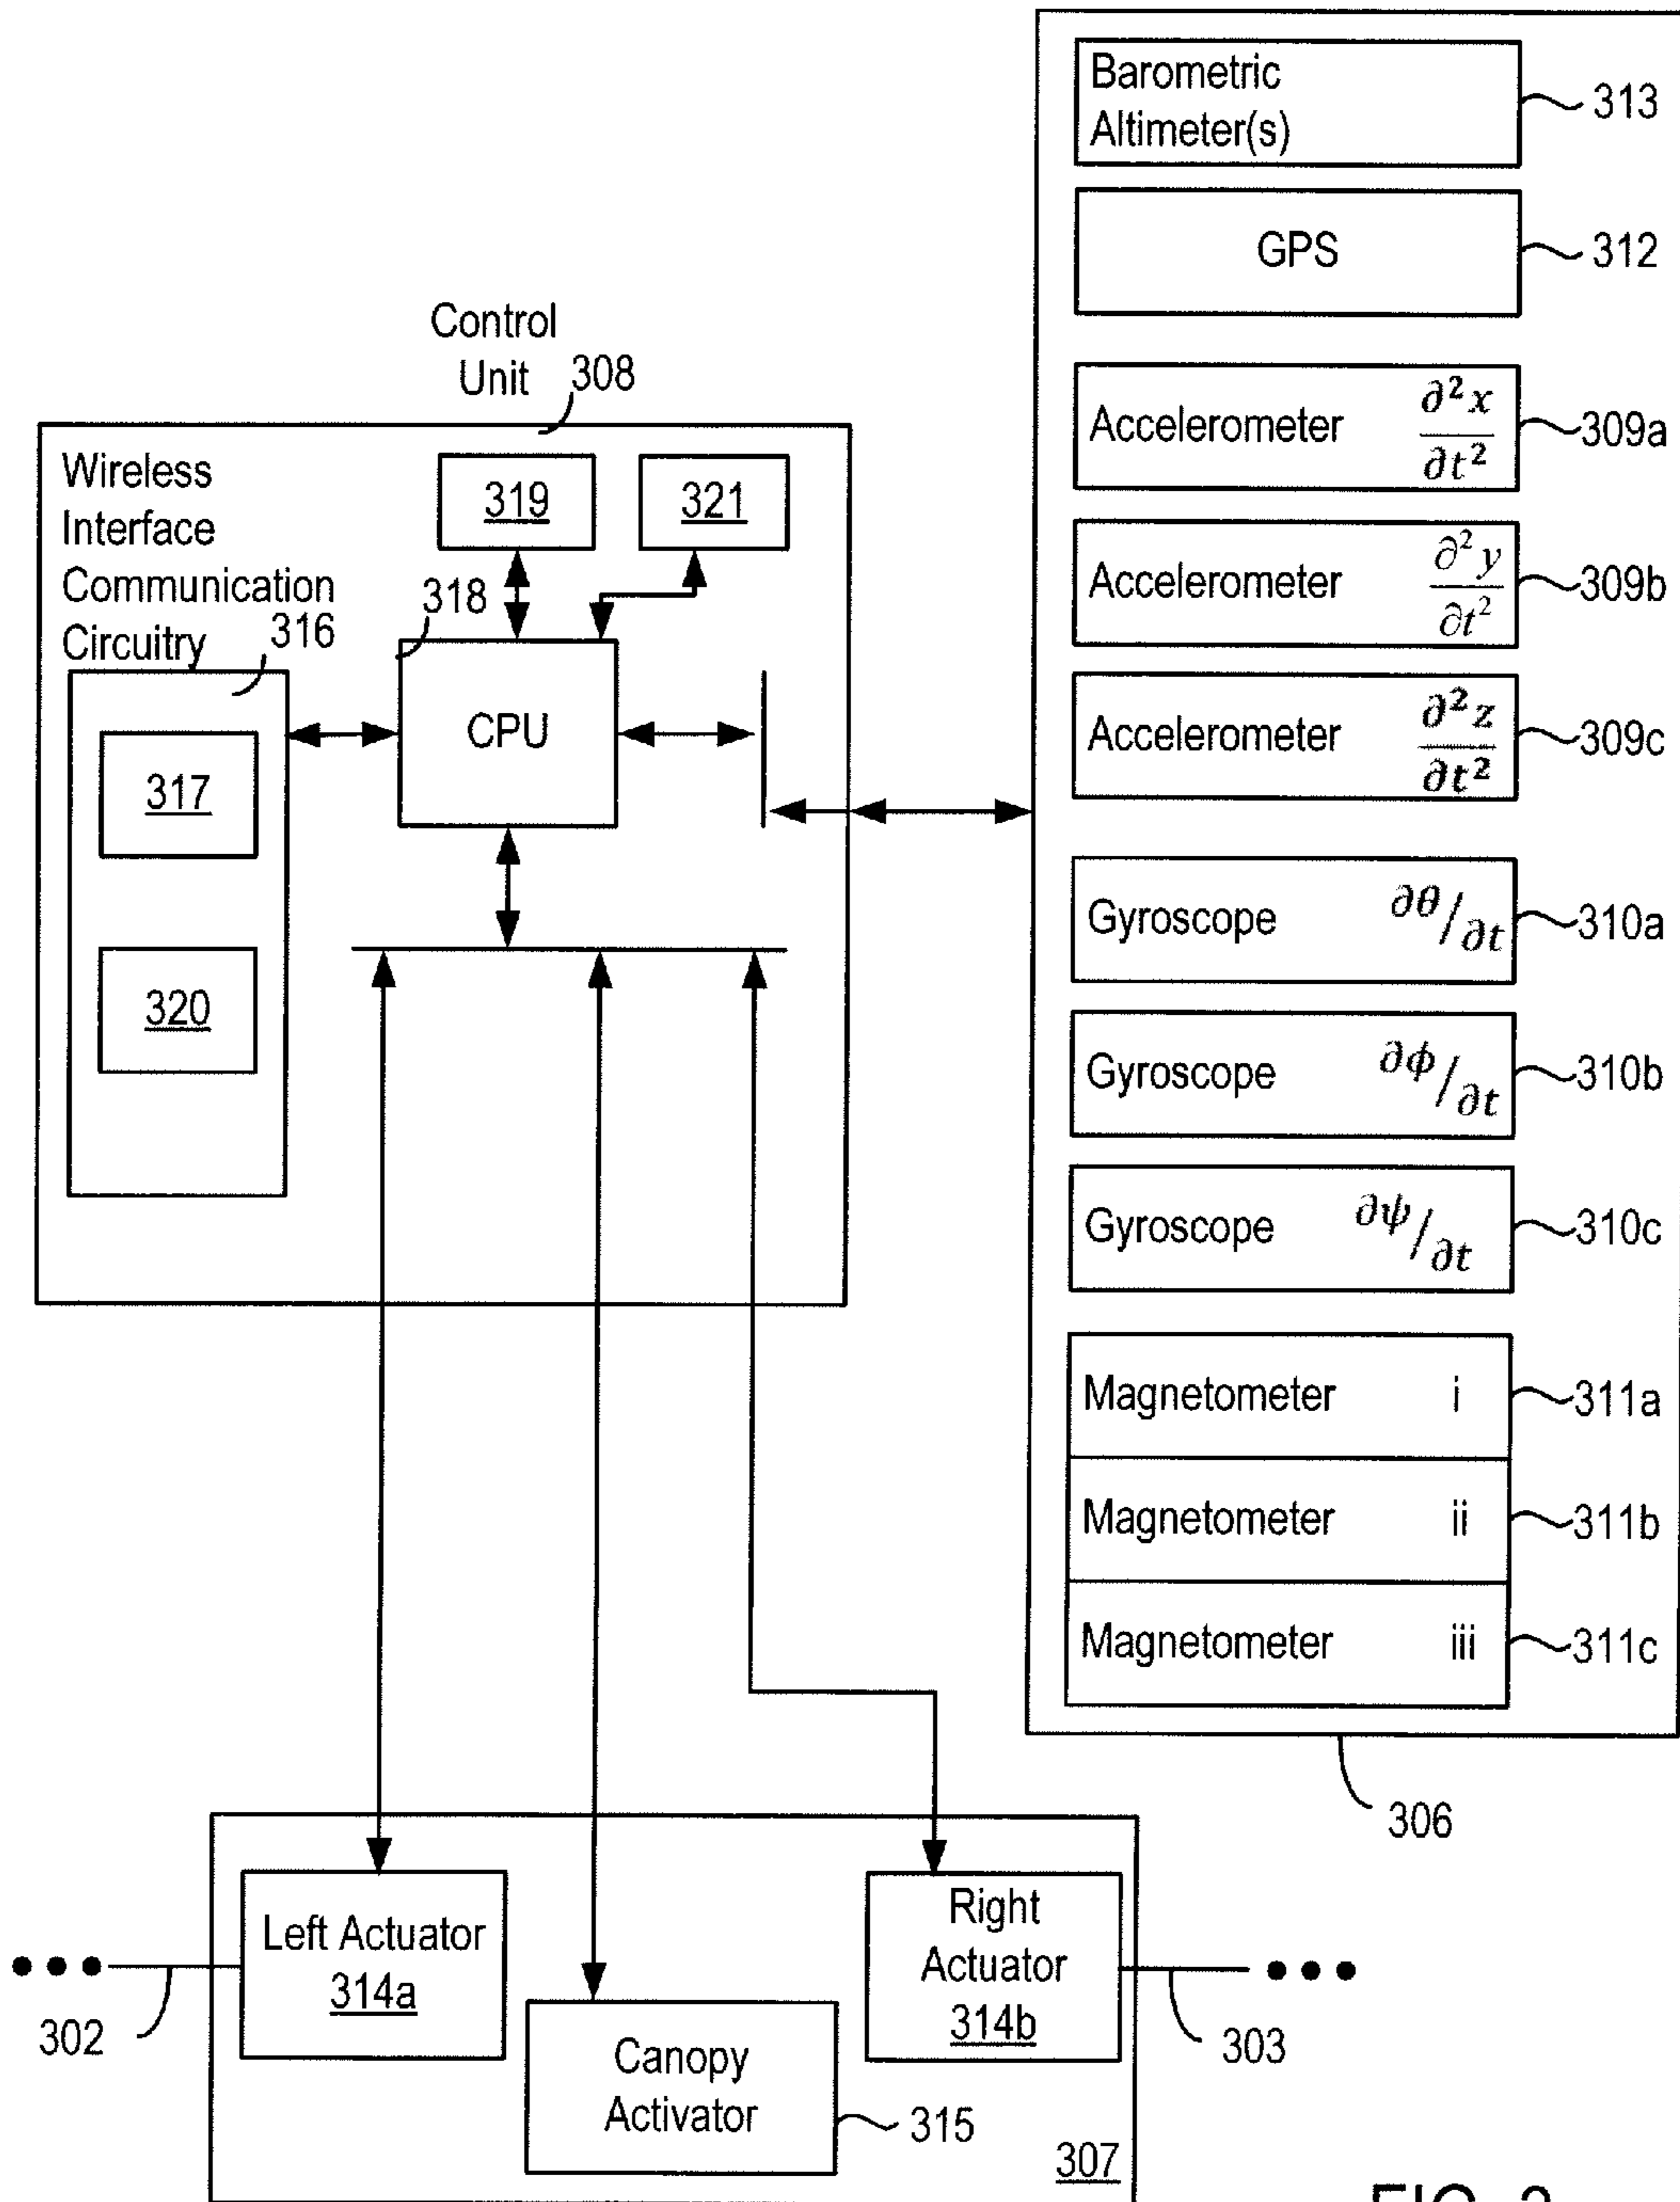 Barometric
Altimeter(s)
313
GPS
312
Accelerometer ∂²x/∂t²
309a
Accelerometer ∂²y/∂t²
309b
Accelerometer ∂²z/∂t²
309c
Gyroscope ∂θ/∂t
310a
Gyroscope ∂ϕ/∂t
310b
Gyroscope ∂ψ/∂t
310c
Magnetometer i
311a
Magnetometer ii
311b
Magnetometer iii
311c
306
Control
Unit
308
Wireless
Interface
Communication
Circuitry
316
319
321
318
CPU
317
320
Left Actuator
314a
302
Canopy
Activator
315
Right
Actuator
314b
303
307